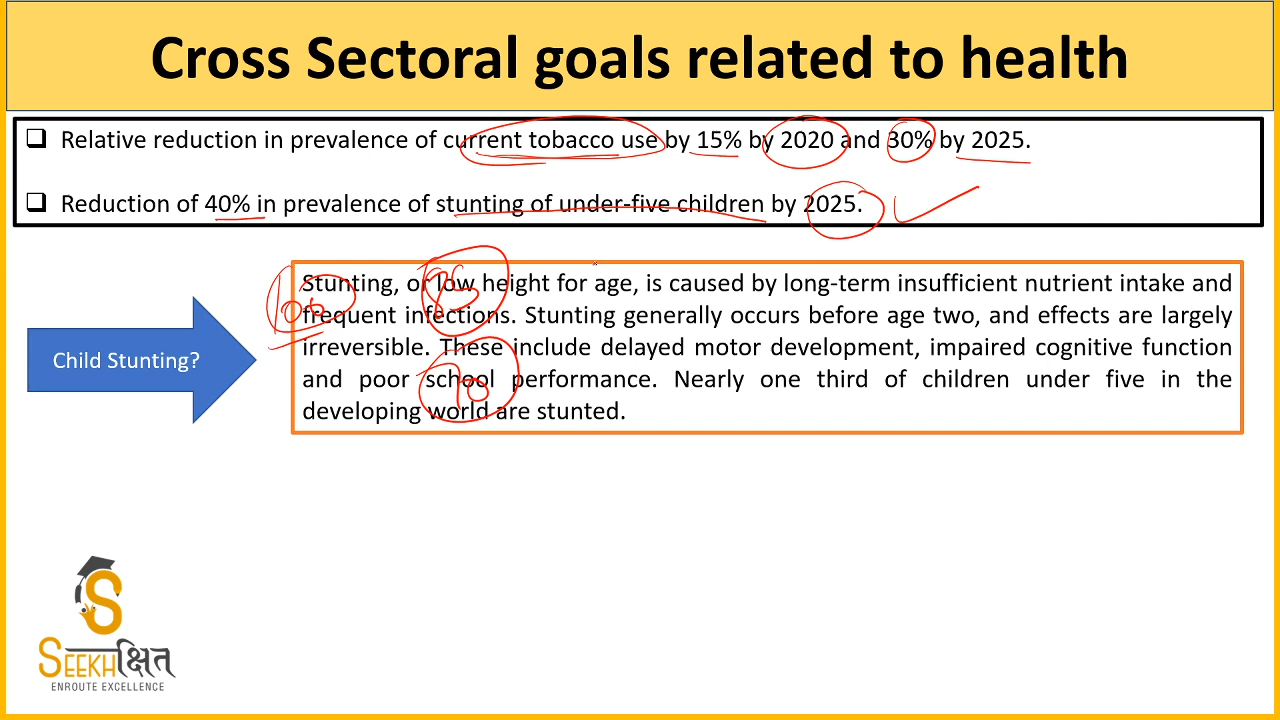 Cross Sectoral goals related to health
Relative reduction in prevalence of current tobacco use by 15% by 2020 and 30% by 2025.
Reduction of 40% in prevalence of stunting of under-five children by 2025.
Child Stunting?
Stunting, or low height for age, is caused by long-term insufficient nutrient intake and
frequent infections. Stunting generally occurs before age two, and effects are largely
irreversible. These include delayed motor development, impaired cognitive function
and poor school performance. Nearly one third of children under five in the
developing world are stunted.
100
85
70
S
SEEKHक्षित
ENROUTE EXCELLENCE